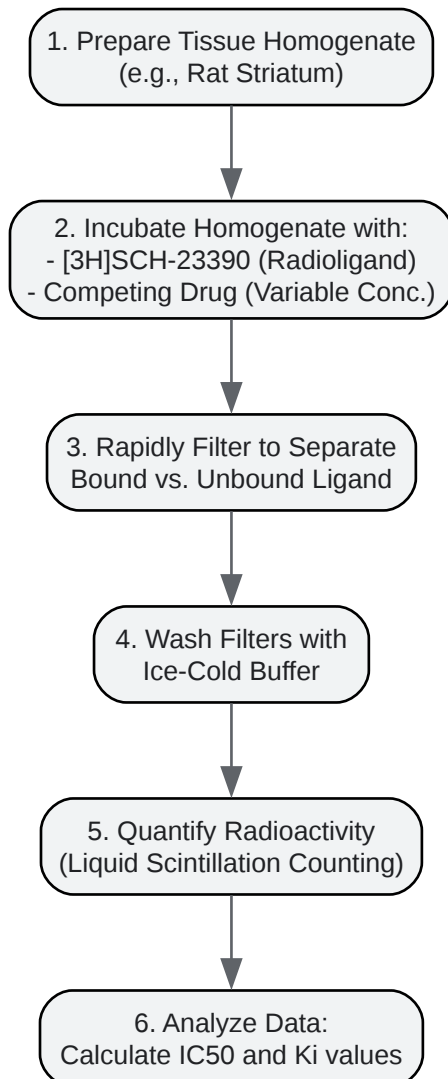 1. Prepare Tissue Homogenate
(e.g., Rat Striatum)
2. Incubate Homogenate with:
- [3H]SCH-23390 (Radioligand)
- Competing Drug (Variable Conc.)
3. Rapidly Filter to Separate
Bound vs. Unbound Ligand
4. Wash Filters with
Ice-Cold Buffer
5. Quantify Radioactivity
(Liquid Scintillation Counting)
6. Analyze Data:
Calculate IC50 and Ki values